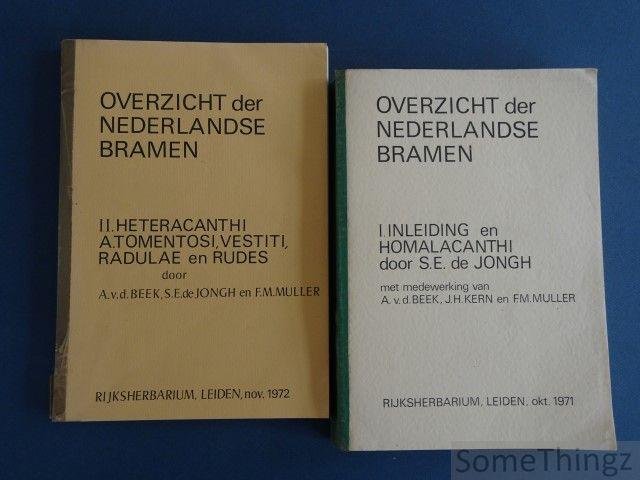 OVERZICHT der
NEDERLANDSE
BRAMEN
II.HETERACANTHI
A.TOMENTOSI,VESTITI,
RADULAE en RUDES
door
A.v.d.BEEK,S.E.de JONGH en F.M.MULLER
RIJKSHERBARIUM, LEIDEN, nov. 1972
OVERZICHT der
NEDERLANDSE
BRAMEN
I.INLEIDING en
HOMALACANTHI
door S.E. de JONGH
met medewerking van
A.v.d.BEEK, J.H.KERN en F.M.MULLER
RIJKSHERBARIUM, LEIDEN, okt. 1971
SomeThingz